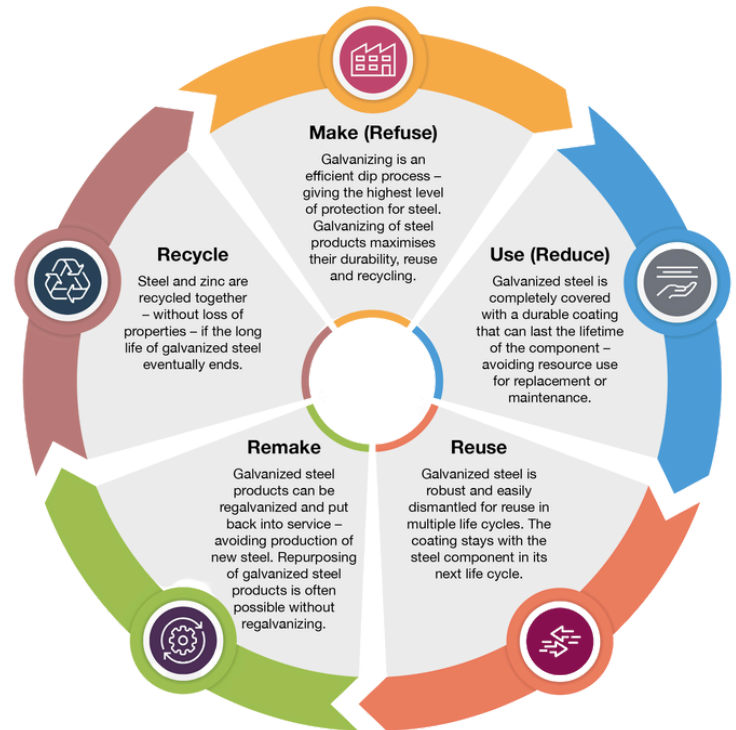 Make (Refuse)
Galvanizing is an
efficient dip process –
giving the highest level
of protection for steel.
Galvanizing of steel
products maximises
their durability, reuse
and recycling.
Use (Reduce)
Galvanized steel is
completely covered
with a durable coating
that can last the lifetime
of the component –
avoiding resource use
for replacement or
maintenance.
Reuse
Galvanized steel is
robust and easily
dismantled for reuse in
multiple life cycles. The
coating stays with the
steel component in its
next life cycle.
Remake
Galvanized steel
products can be
regalvanized and put
back into service –
avoiding production of
new steel. Repurposing
of galvanized steel
products is often
possible without
regalvanizing.
Recycle
Steel and zinc are
recycled together
– without loss of
properties – if the long
life of galvanized steel
eventually ends.